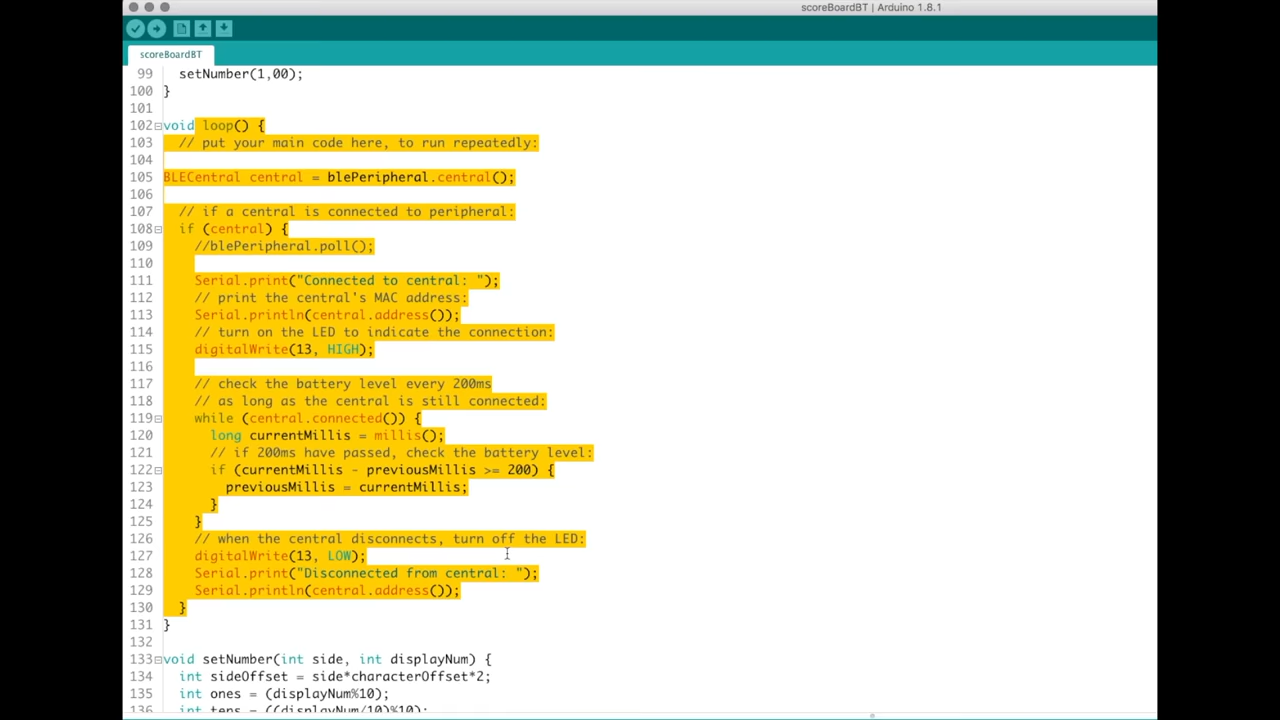 scoreBoardBT | Arduino 1.8.1
scoreBoardBT
99 setNumber(1,00);
100 }
101
102 void loop() {
103 // put your main code here, to run repeatedly:
104
105 BLECentral central = blePeripheral.central();
106
107 // if a central is connected to peripheral:
108 if (central) {
109 //blePeripheral.poll();
110
111 Serial.print("Connected to central: ");
112 // print the central's MAC address:
113 Serial.println(central.address());
114 // turn on the LED to indicate the connection:
115 digitalWrite(13, HIGH);
116
117 // check the battery level every 200ms
118 // as long as the central is still connected:
119 while (central.connected()) {
120 long currentMillis = millis();
121 // if 200ms have passed, check the battery level:
122 if (currentMillis - previousMillis >= 200) {
123 previousMillis = currentMillis;
124 }
125 }
126 // when the central disconnects, turn off the LED:
127 digitalWrite(13, LOW);
128 Serial.print("Disconnected from central: ");
129 Serial.println(central.address());
130 }
131 }
132
133 void setNumber(int side, int displayNum) {
134 int sideOffset = side*characterOffset*2;
135 int ones = (displayNum%10);
136 int tens = ((displayNum/10)%10);